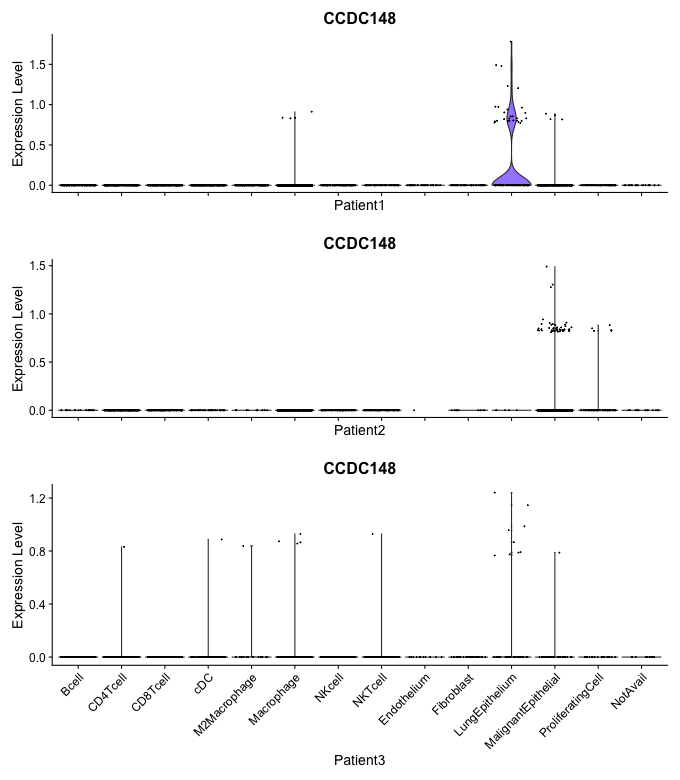 CCDC148
Expression Level
1.5
1.0
0.5
0.0
Patient1
CCDC148
Expression Level
1.5
1.0
0.5
0.0
Patient2
CCDC148
Expression Level
1.2
0.8
0.4
0.0
Bcell
CD4Tcell
CD8Tcell
cDC
M2Macrophage
Macrophage
NKcell
NKTcell
Endothelium
Fibroblast
LungEpithelium
MalignantEpithelial
ProliferatingCell
NotAvail
Patient3